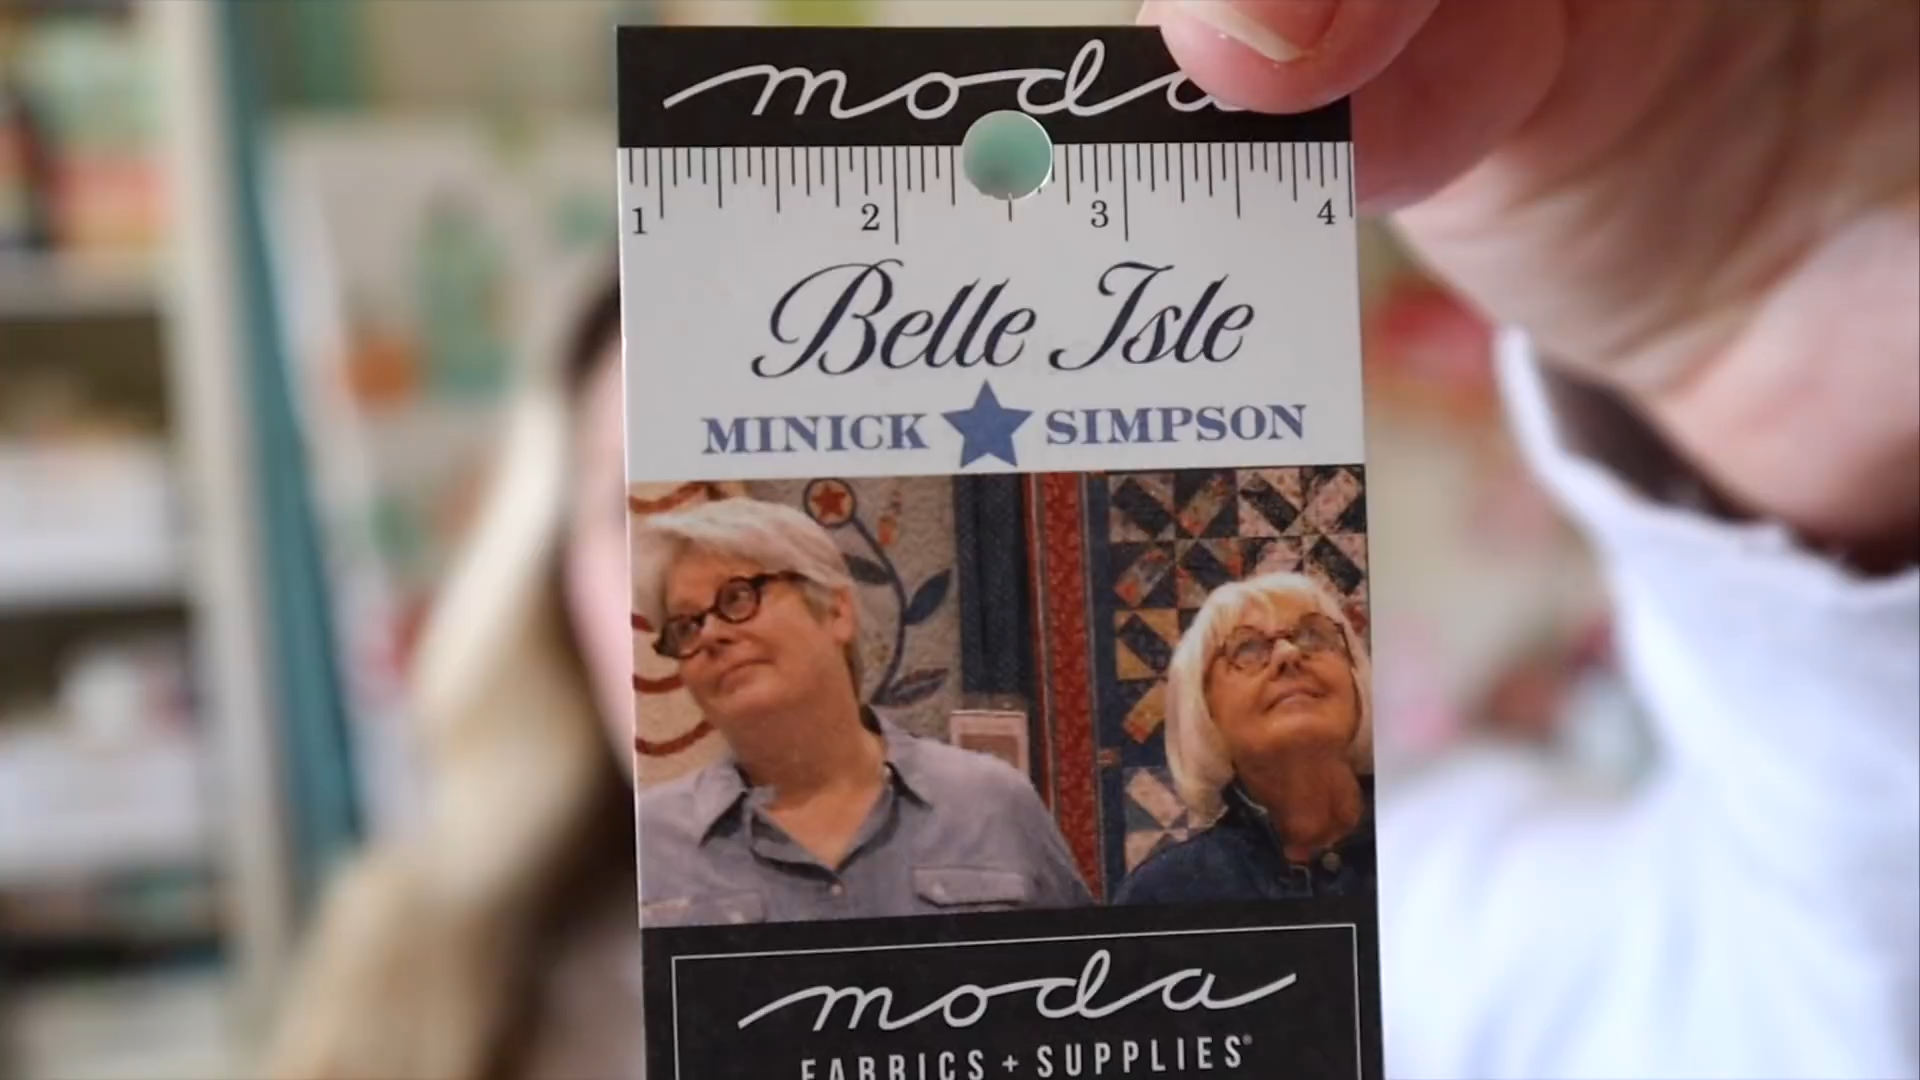 moda
1 2 3 4
Belle Isle
MINICK SIMPSON
moda
FABRICS + SUPPLIES®